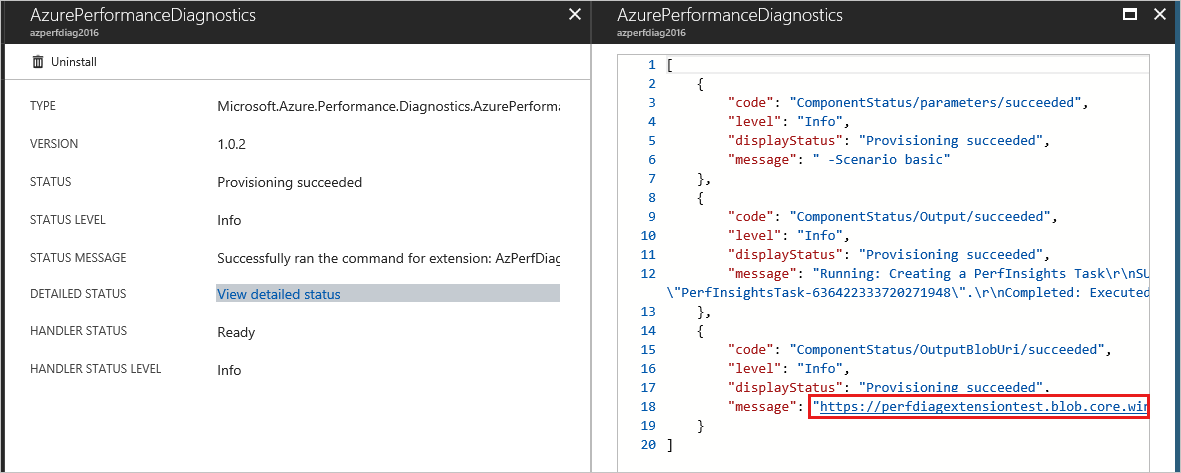 AzurePerformanceDiagnostics
azperfdiag2016
Uninstall
TYPE Microsoft.Azure.Performance.Diagnostics.AzurePerforma
VERSION 1.0.2
STATUS Provisioning succeeded
STATUS LEVEL Info
STATUS MESSAGE Successfully ran the command for extension: AzPerfDiag
DETAILED STATUS View detailed status
HANDLER STATUS Ready
HANDLER STATUS LEVEL Info
AzurePerformanceDiagnostics
azperfdiag2016
1 [
2 {
3 "code": "ComponentStatus/parameters/succeeded",
4 "level": "Info",
5 "displayStatus": "Provisioning succeeded",
6 "message": " -Scenario basic"
7 },
8 {
9 "code": "ComponentStatus/Output/succeeded",
10 "level": "Info",
11 "displayStatus": "Provisioning succeeded",
12 "message": "Running: Creating a PerfInsights Task\r\nSU
\"PerfInsightsTask-636422333720271948\".\r\nCompleted: Executed
13 },
14 {
15 "code": "ComponentStatus/OutputBlobUri/succeeded",
16 "level": "Info",
17 "displayStatus": "Provisioning succeeded",
18 "message": "https://perfdiagextensiontest.blob.core.win
19 }
20 ]